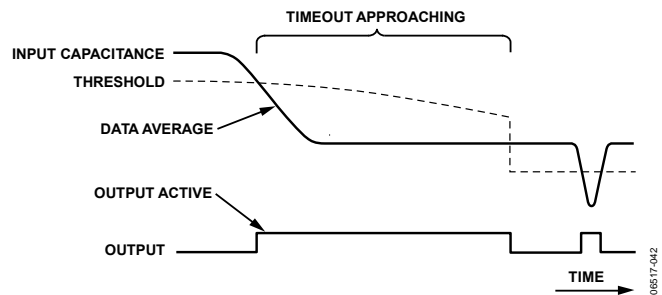 TIMEOUT APPROACHING
INPUT CAPACITANCE
THRESHOLD
DATA AVERAGE
OUTPUT ACTIVE
OUTPUT
TIME
06517-042